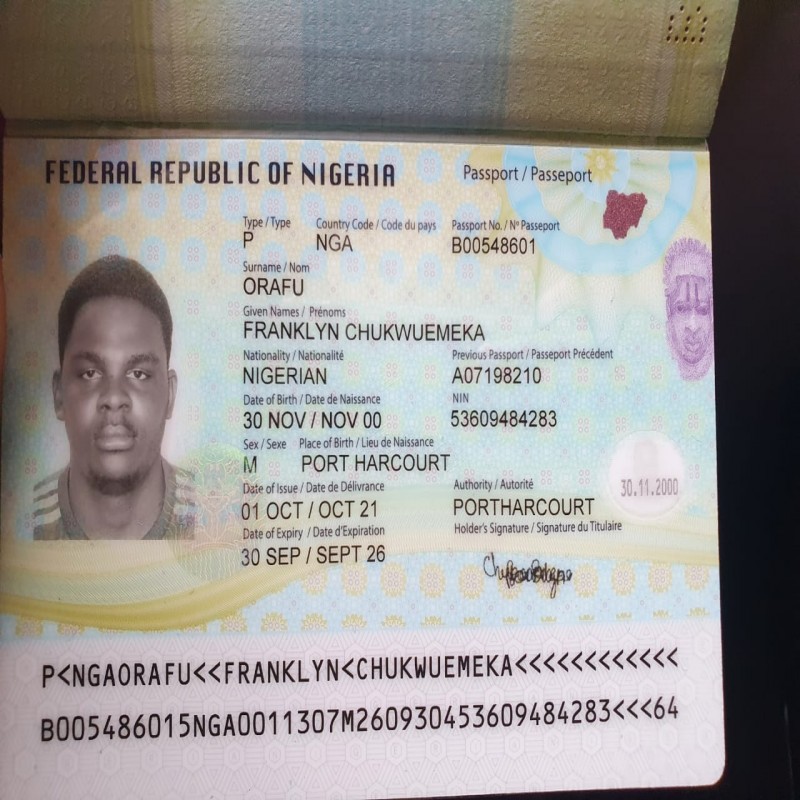 FEDERAL REPUBLIC OF NIGERIA Passport / Passeport
Type / Type Country Code / Code du pays Passport No. / Nº Passeport
P NGA B00548601
Surname / Nom
ORAFU
Given Names / Prénoms
FRANKLYN CHUKWUEMEKA
Nationality / Nationalité Previous Passport / Passeport Précédent
NIGERIAN A07198210
Date of Birth / Date de Naissance NIN
30 NOV / NOV 00 53609484283
Sex / Sexe Place of Birth / Lieu de Naissance
M PORT HARCOURT
Date of Issue / Date de Délivrance Authority / Autorité
01 OCT / OCT 21 PORTHARCOURT
30.11.2000
Date of Expiry / Date d'Expiration Holder's Signature / Signature du Titulaire
30 SEP / SEPT 26
P<NGAORAFU<<FRANKLYN<CHUKWUEMEKA<<<<<<<<<<<<
B005486015NGA0011307M260930453609484283<<<64